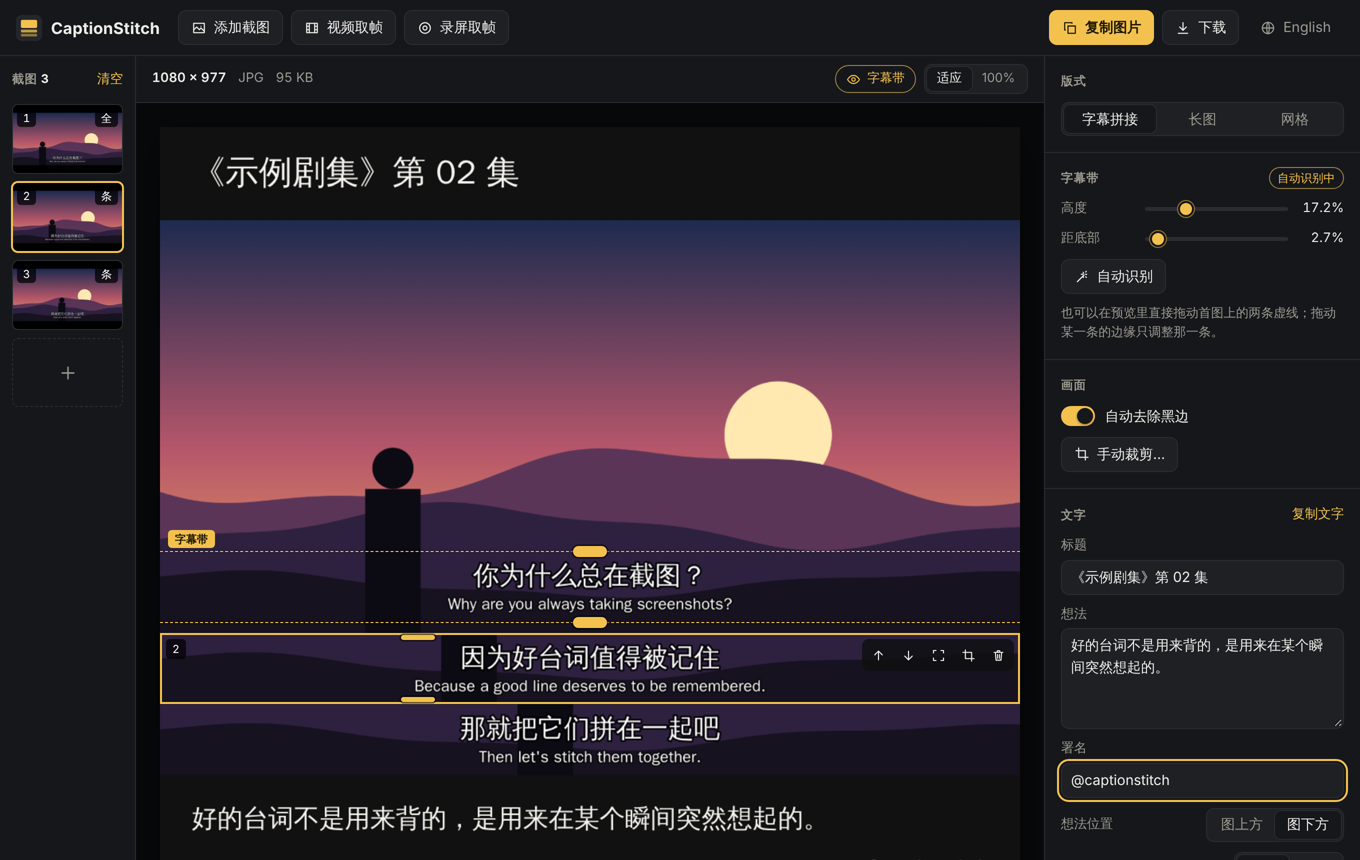 CaptionStitch
添加截图
视频取帧
录屏取帧
复制图片
下载
English
截图 3
清空
1080 × 977 JPG 95 KB
字幕带
适应
100%
1
全
2
条
3
条
《示例剧集》第 02 集
字幕带
你为什么总在截图？
Why are you always taking screenshots?
2
因为好台词值得被记住
Because a good line deserves to be remembered.
那就把它们拼在一起吧
Then let's stitch them together.
好的台词不是用来背的，是用来在某个瞬间突然想起的。
版式
字幕拼接
长图
网格
字幕带
自动识别中
高度
17.2%
距底部
2.7%
自动识别
也可以在预览里直接拖动首图上的两条虚线；拖动
某一条的边缘只调整那一条。
画面
自动去除黑边
手动裁剪...
文字
复制文字
标题
《示例剧集》第 02 集
想法
好的台词不是用来背的，是用来在某个瞬
间突然想起的。
署名
@captionstitch
想法位置
图上方
图下方